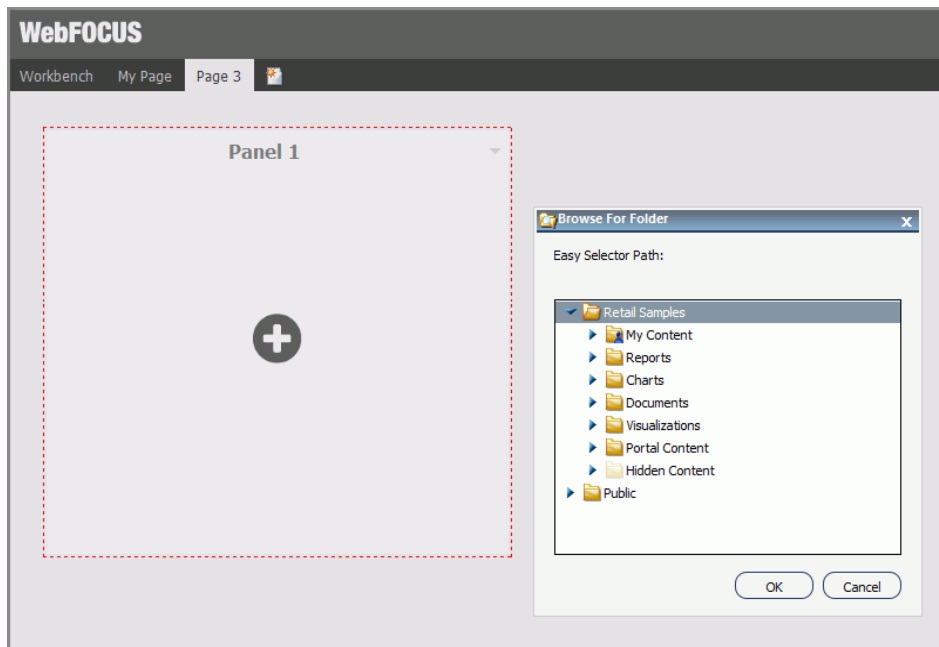 WebFOCUS
Workbench My Page Page 3
Panel 1
Browse For Folder
x
Easy Selector Path:
Retail Samples
My Content
Reports
Charts
Documents
Visualizations
Portal Content
Hidden Content
Public
OK Cancel